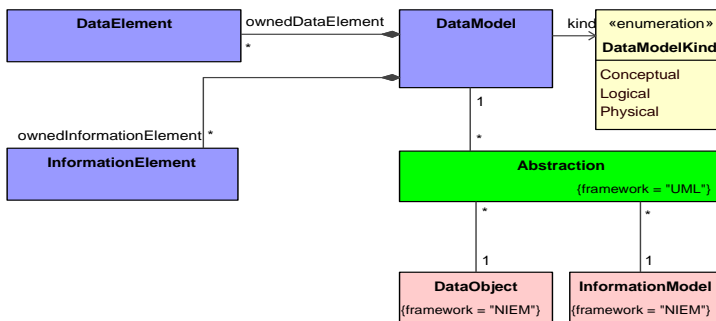 DataElement
ownedDataElement
*
DataModel
kind
«enumeration»
DataModelKind
Conceptual
Logical
Physical
ownedInformationElement
*
InformationElement
1
*
Abstraction
{framework = "UML"}
*
*
1
1
DataObject
{framework = "NIEM"}
InformationModel
{framework = "NIEM"}